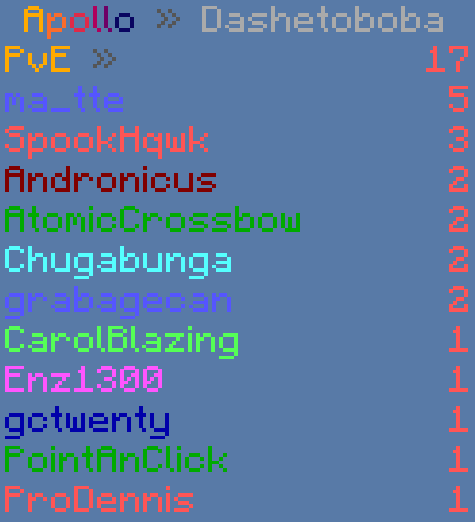 Apollo » Dashetoboba
PvE » 17
ma_tte 5
SpookHqwk 3
Andronicus 2
AtomicCrossbow 2
Chugabunga 2
grabagecan 2
CarolBlazing 1
Enz1300 1
gctwenty 1
PointAnClick 1
ProDennis 1